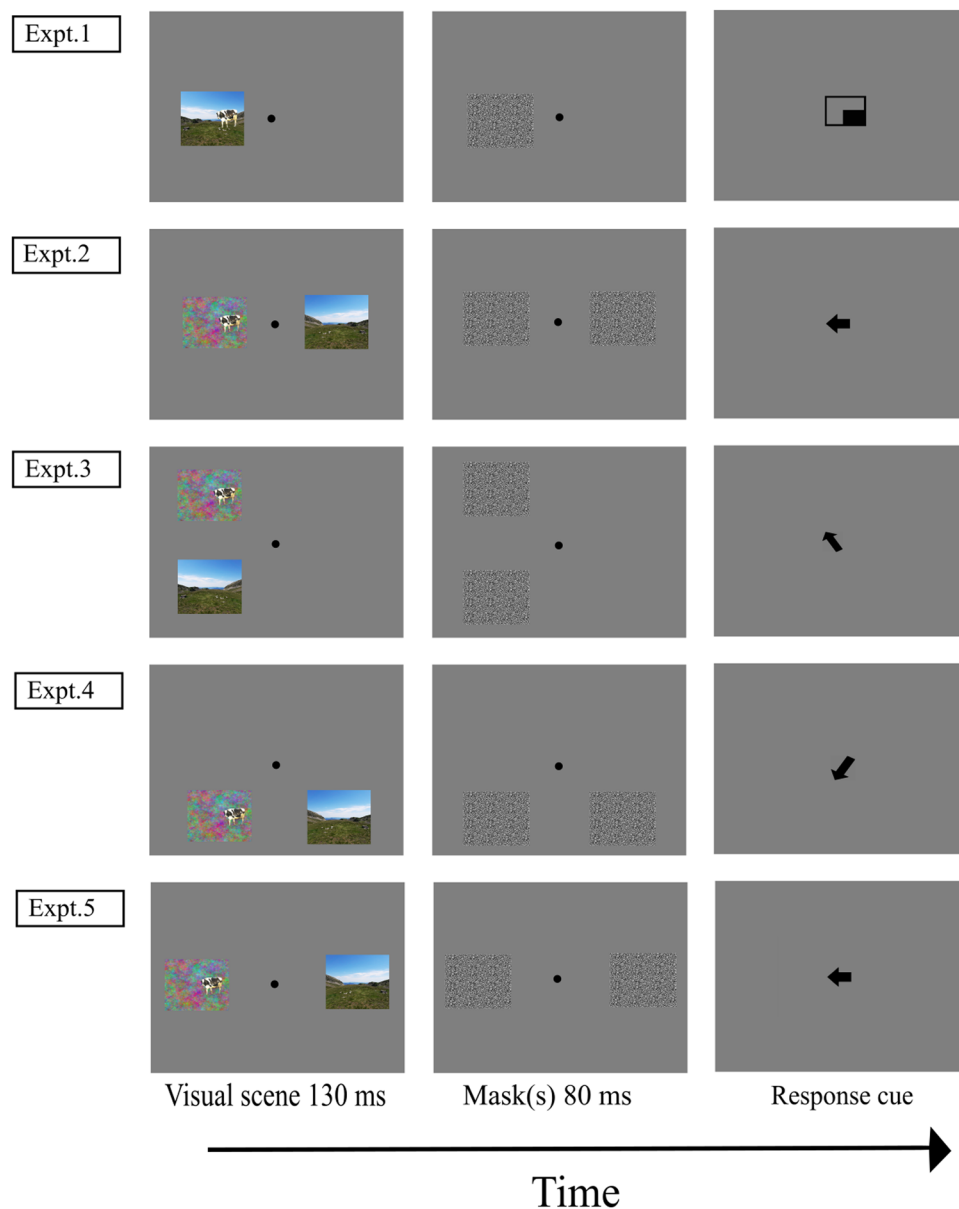 Expt.1
Expt.2
Expt.3
Expt.4
Expt.5
Visual scene 130 ms
Mask(s) 80 ms
Response cue
Time